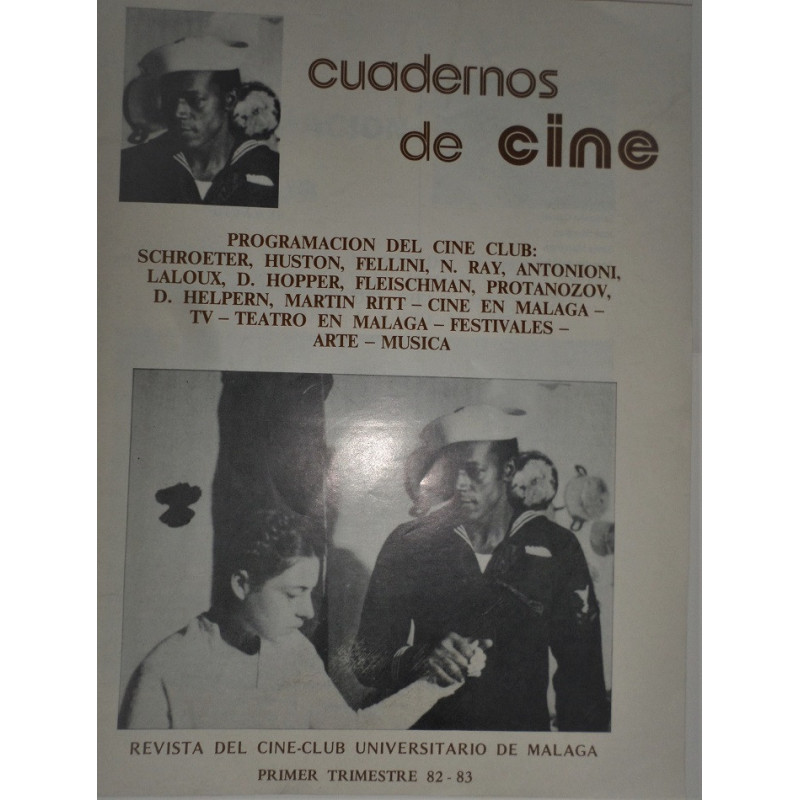 cuadernos
de cine
PROGRAMACION DEL CINE CLUB:
SCHROETER, HUSTON, FELLINI, N. RAY, ANTONIONI,
LALOUX, D. HOPPER, FLEISCHMAN, PROTANOZOV,
D. HELPERN, MARTIN RITT – CINE EN MALAGA –
TV – TEATRO EN MALAGA – FESTIVALES –
ARTE – MUSICA
REVISTA DEL CINE-CLUB UNIVERSITARIO DE MALAGA
PRIMER TRIMESTRE 82 - 83